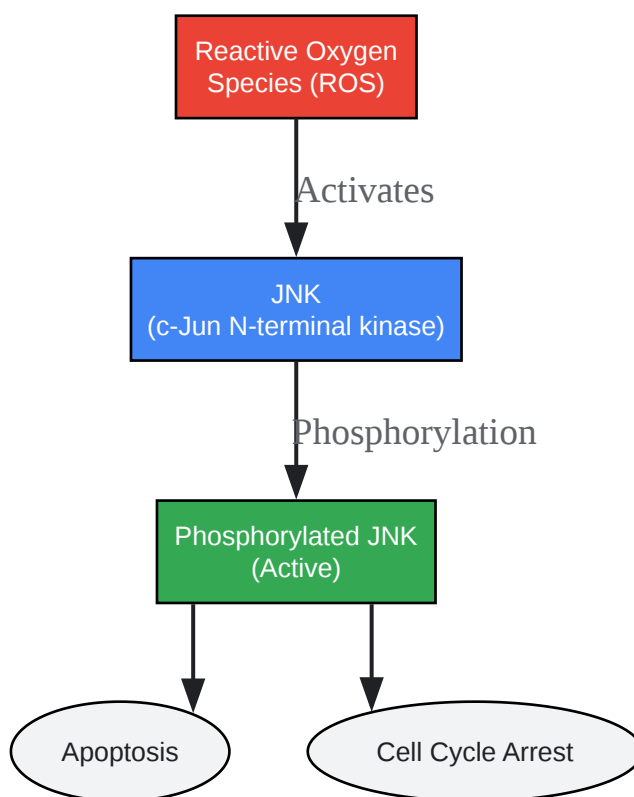 Reactive Oxygen
Species (ROS)
Activates
JNK
(c-Jun N-terminal kinase)
Phosphorylation
Phosphorylated JNK
(Active)
Apoptosis
Cell Cycle Arrest